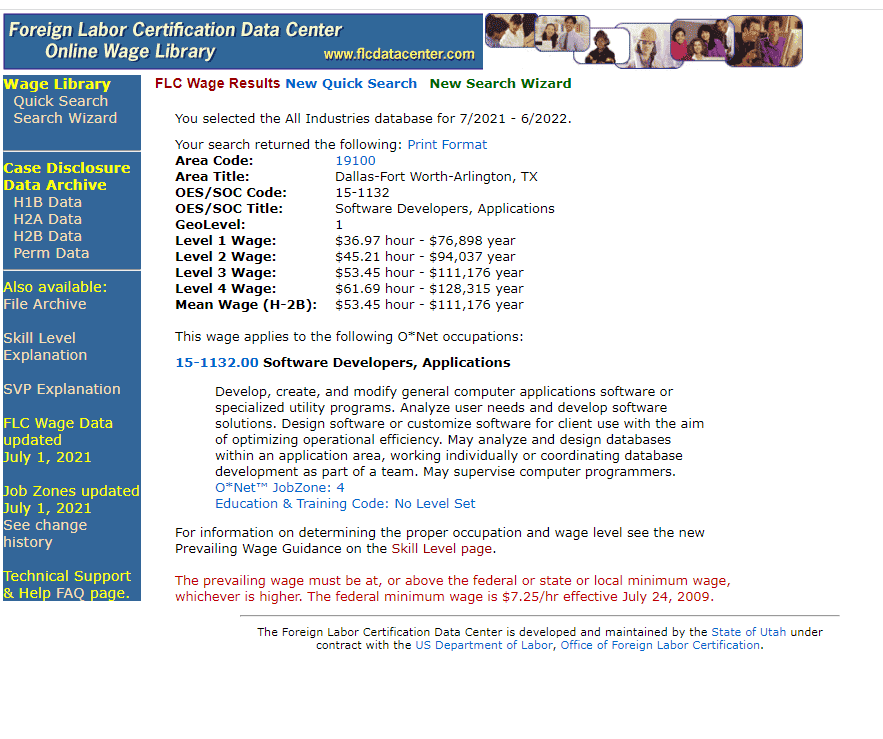 Foreign Labor Certification Data Center
Online Wage Library
www.flcdatacenter.com
Wage Library
Quick Search
Search Wizard
Case Disclosure
Data Archive
H1B Data
H2A Data
H2B Data
Perm Data
Also available:
File Archive
Skill Level
Explanation
SVP Explanation
FLC Wage Data
updated
July 1, 2021
Job Zones updated
July 1, 2021
See change
history
Technical Support
& Help FAQ page.
FLC Wage Results New Quick Search New Search Wizard
You selected the All Industries database for 7/2021 - 6/2022.
Your search returned the following: Print Format
Area Code: 19100
Area Title: Dallas-Fort Worth-Arlington, TX
OES/SOC Code: 15-1132
OES/SOC Title: Software Developers, Applications
GeoLevel: 1
Level 1 Wage: $36.97 hour - $76,898 year
Level 2 Wage: $45.21 hour - $94,037 year
Level 3 Wage: $53.45 hour - $111,176 year
Level 4 Wage: $61.69 hour - $128,315 year
Mean Wage (H-2B): $53.45 hour - $111,176 year
This wage applies to the following O*Net occupations:
15-1132.00 Software Developers, Applications
Develop, create, and modify general computer applications software or
specialized utility programs. Analyze user needs and develop software
solutions. Design software or customize software for client use with the aim
of optimizing operational efficiency. May analyze and design databases
within an application area, working individually or coordinating database
development as part of a team. May supervise computer programmers.
O*Net™ JobZone: 4
Education & Training Code: No Level Set
For information on determining the proper occupation and wage level see the new
Prevailing Wage Guidance on the Skill Level page.
The prevailing wage must be at, or above the federal or state or local minimum wage,
whichever is higher. The federal minimum wage is $7.25/hr effective July 24, 2009.
The Foreign Labor Certification Data Center is developed and maintained by the State of Utah under
contract with the US Department of Labor, Office of Foreign Labor Certification.